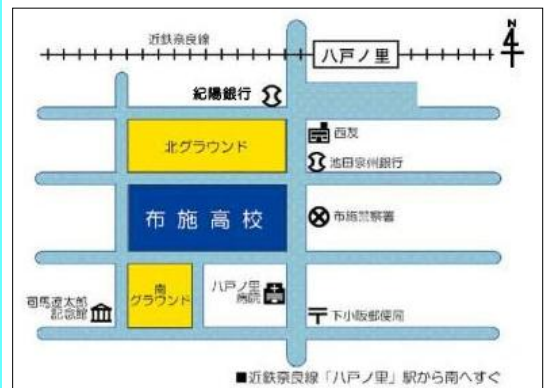 近鉄奈良線
N
八戸ノ里
紀陽銀行
北グラウンド
西友
池田泉州銀行
布施高校
布施警察署
南
グラウンド
八戸ノ里
病院
司馬遼太郎
記念館
下小阪郵便局
■近鉄奈良線「八戸ノ里」駅から南へすぐ